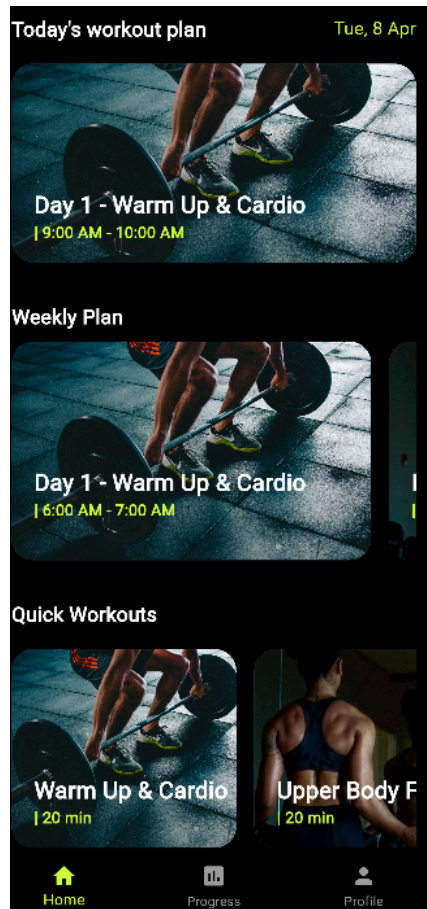 Today's workout plan
Tue, 8 Apr
Day 1 - Warm Up & Cardio
| 9:00 AM - 10:00 AM
Weekly Plan
Day 1 - Warm Up & Cardio
| 6:00 AM - 7:00 AM
Quick Workouts
Warm Up & Cardio
| 20 min
Upper Body F
| 20 min
Home
Progress
Profile